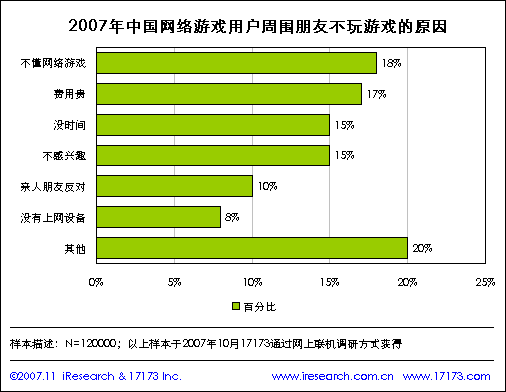 2007年中国网络游戏用户周围朋友不玩游戏的原因
不懂网络游戏 18%
费用贵 17%
没时间 15%
不感兴趣 15%
亲人朋友反对 10%
没有上网设备 8%
其他 20%
0% 5% 10% 15% 20% 25%
百分比
样本描述：N=120000；以上样本于2007年10月17173通过网上联机调研方式获得
©2007.11 iResearch & 17173 Inc. www.iresearch.com.cn www.17173.com